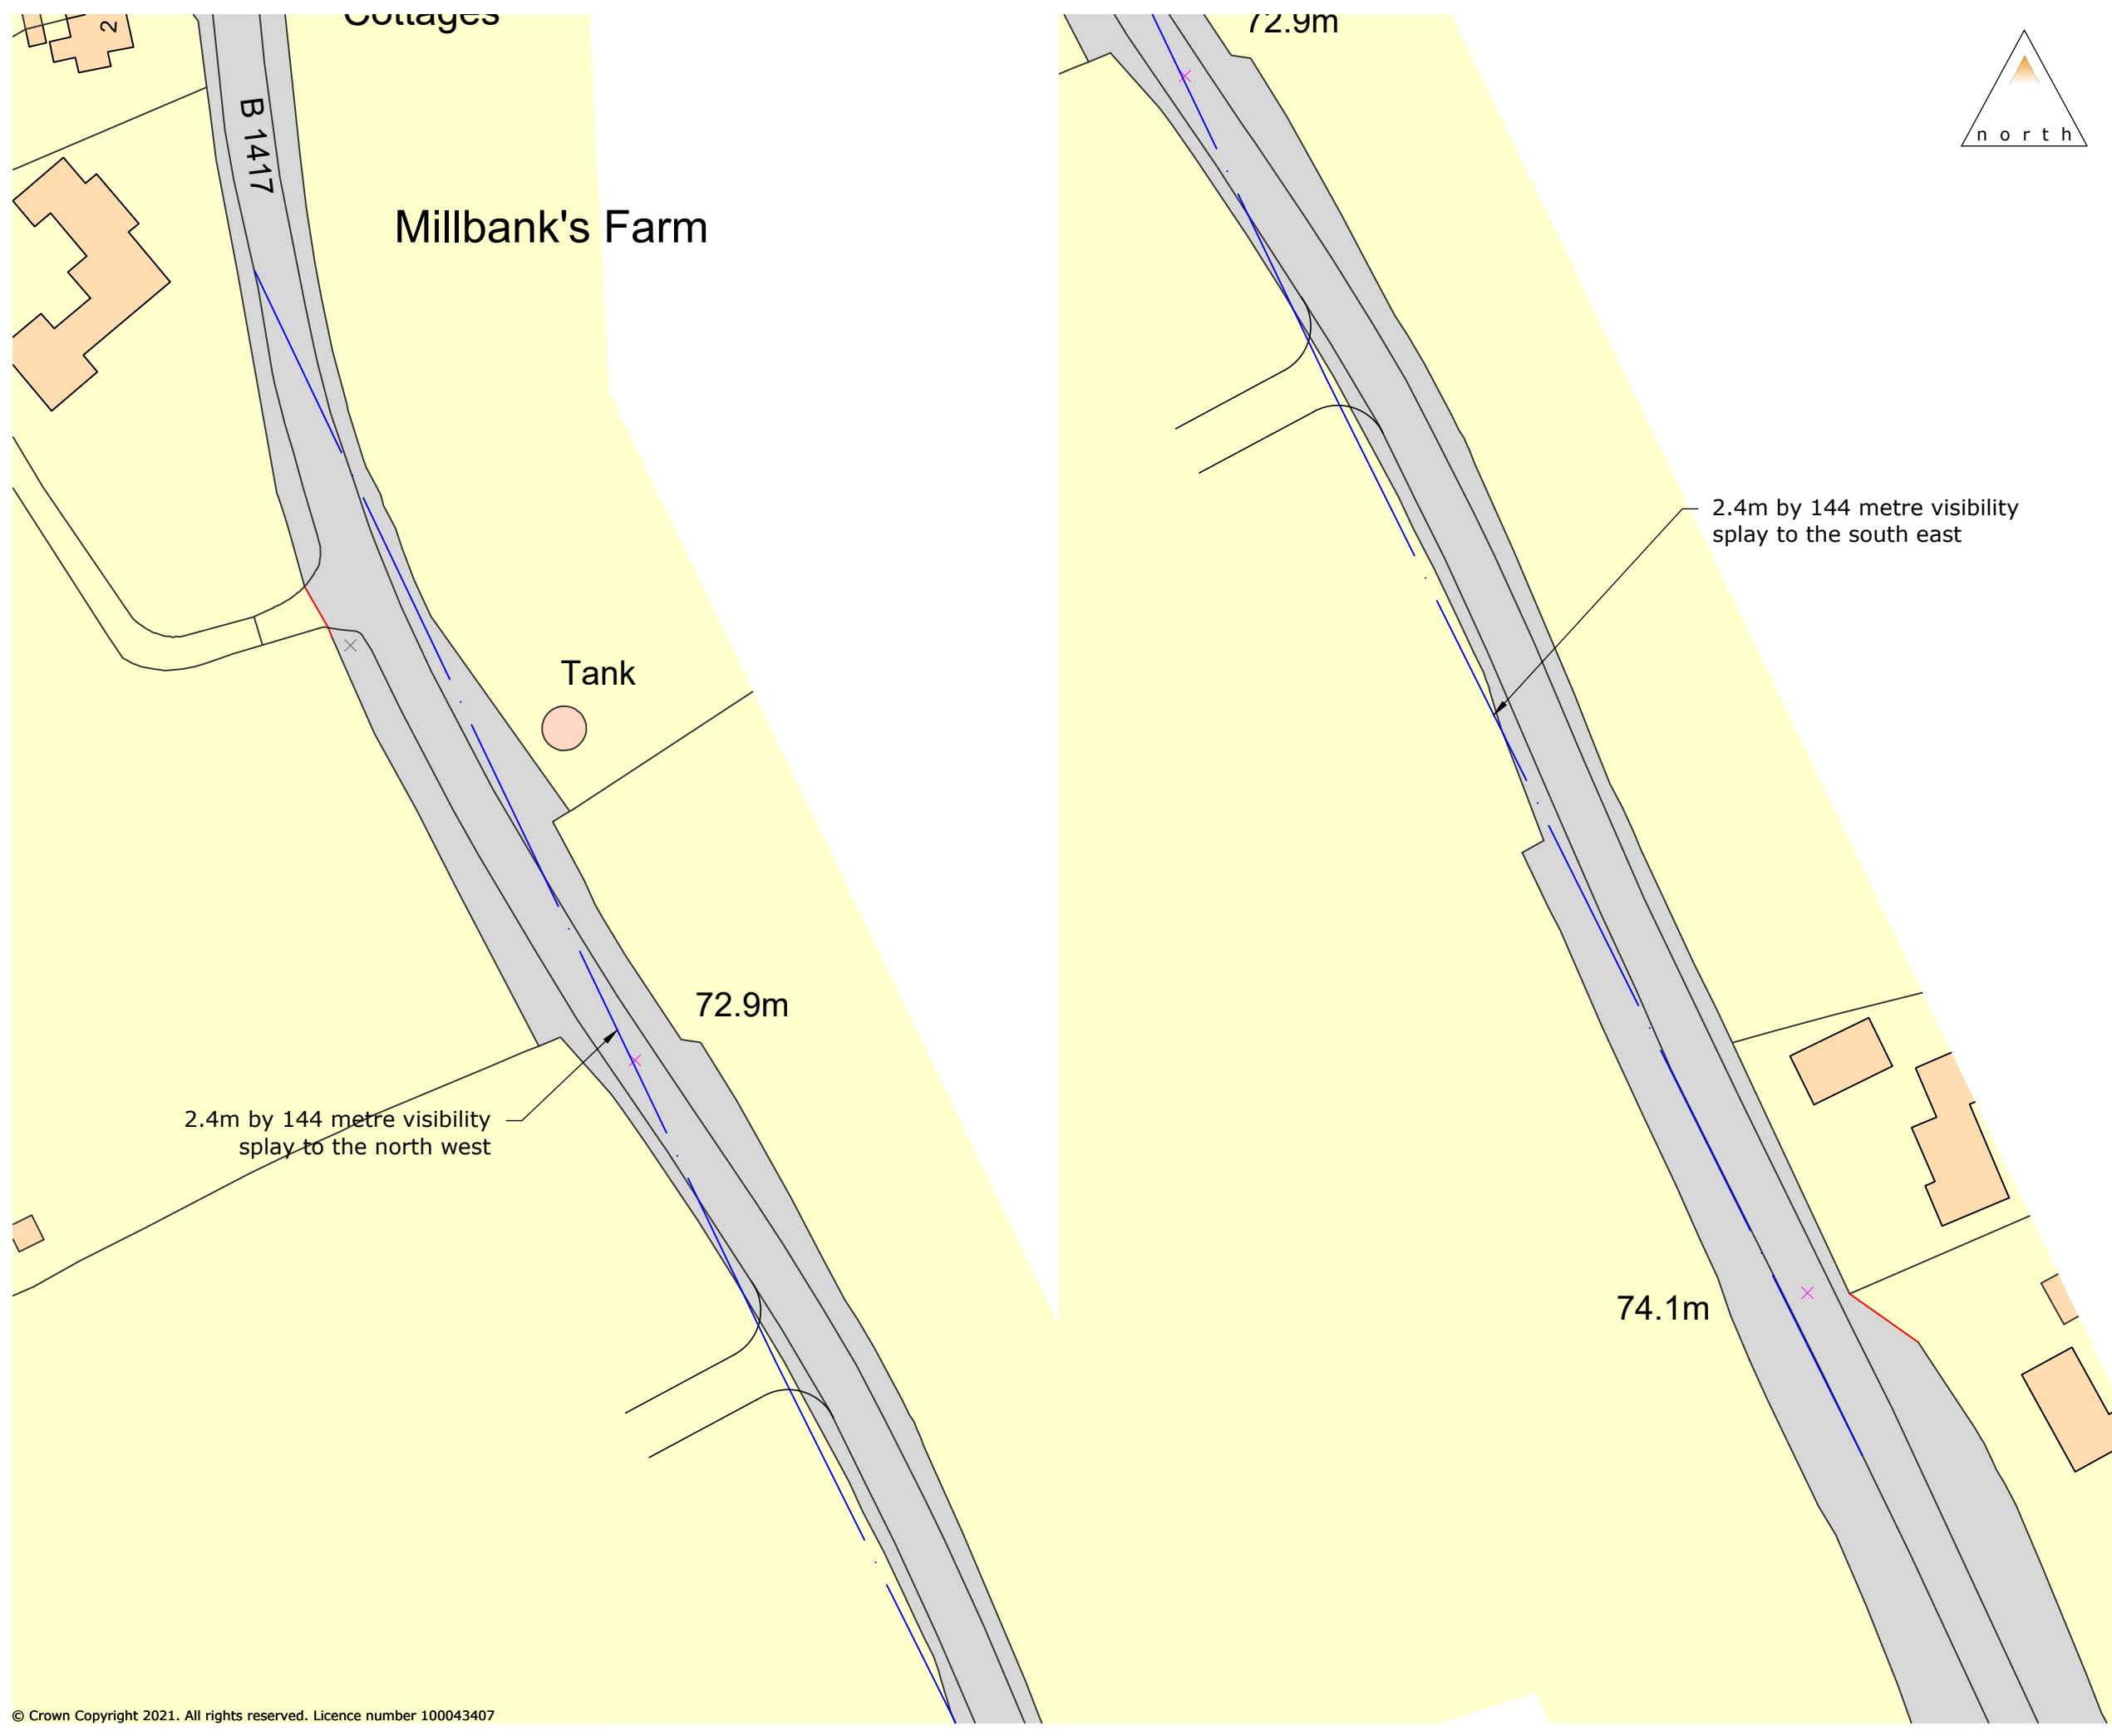 Cottages
2
B 1417
Millbank's Farm
Tank
72.9m
2.4m by 144 metre visibility
splay to the north west
© Crown Copyright 2021. All rights reserved. Licence number 100043407
72.9m
north
2.4m by 144 metre visibility
splay to the south east
74.1m